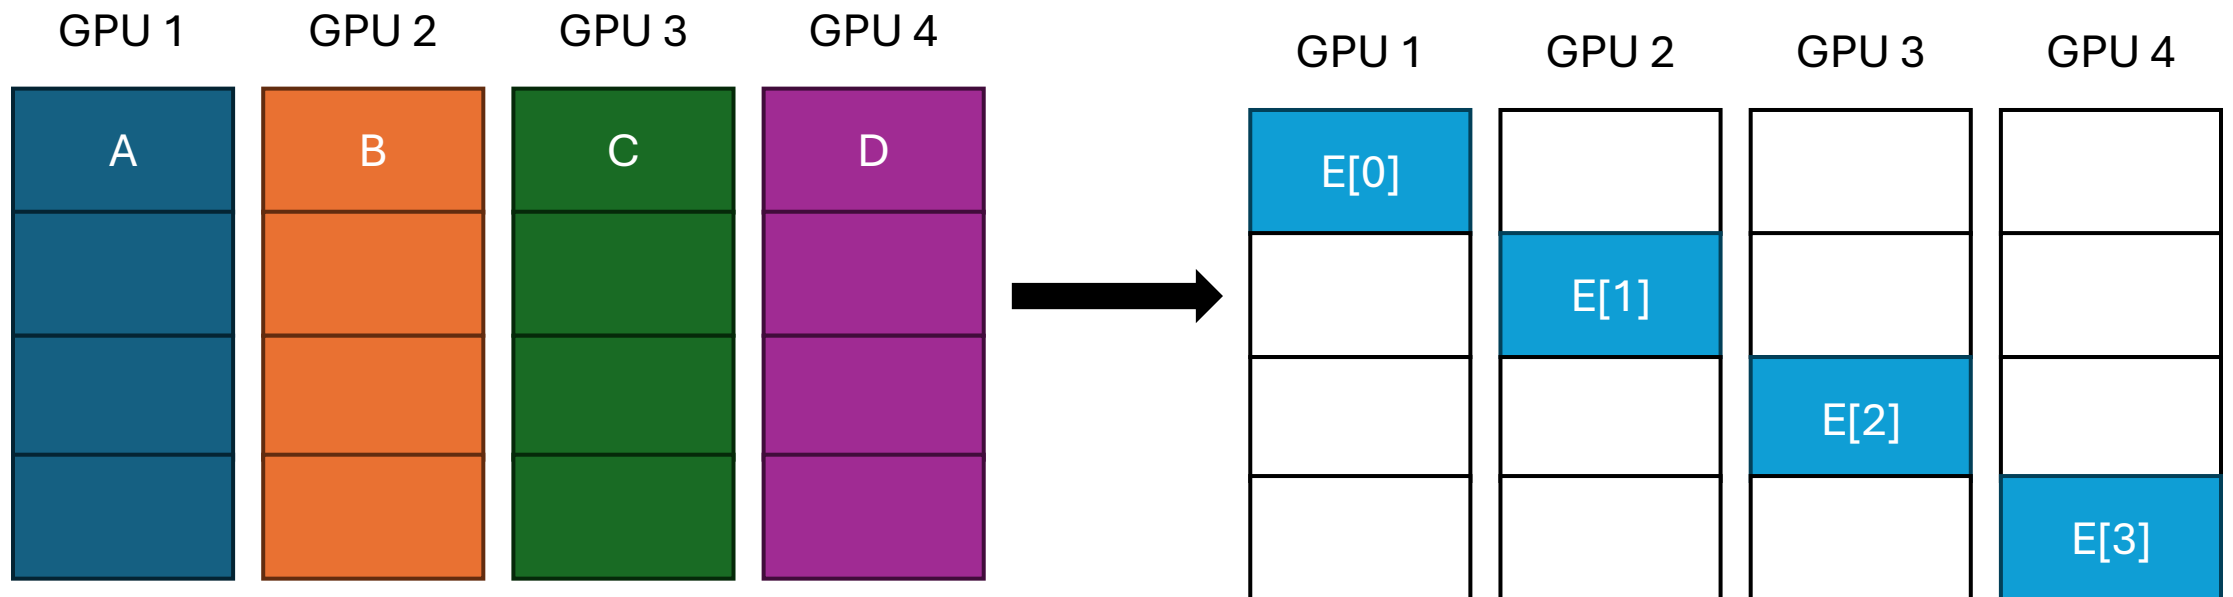 GPU 1 GPU 2 GPU 3 GPU 4
A B C D
GPU 1 GPU 2 GPU 3 GPU 4
E[0]
E[1]
E[2]
E[3]